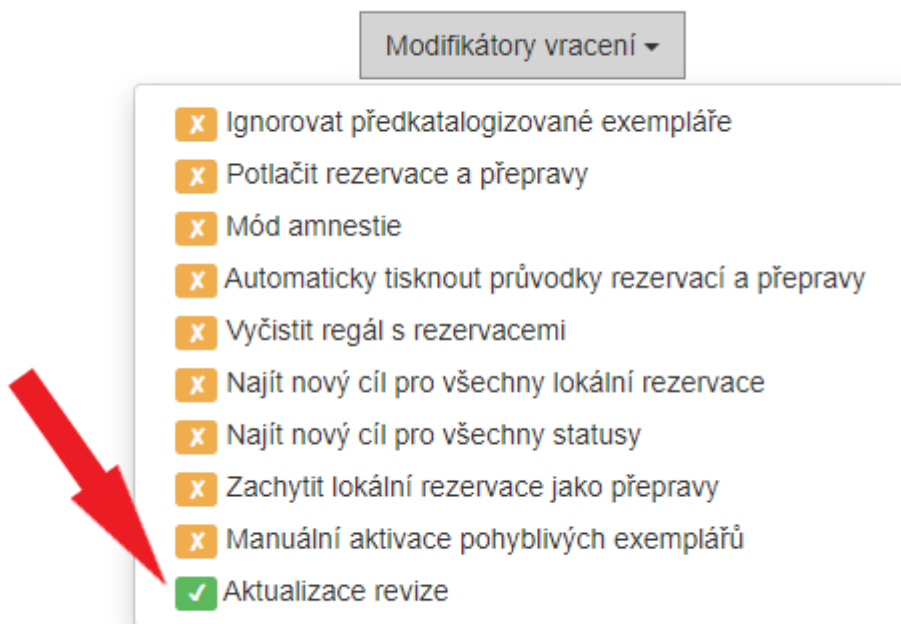 Modifikátory vracení
Ignorovat předkatalogizované exempláře
Potlačit rezervace a přepravy
Mód amnestie
Automaticky tisknout průvodky rezervací a přepravy
Vyčistit regál s rezervacemi
Najít nový cíl pro všechny lokální rezervace
Najít nový cíl pro všechny statusy
Zachytit lokální rezervace jako přepravy
Manuální aktivace pohyblivých exemplářů
Aktualizace revize